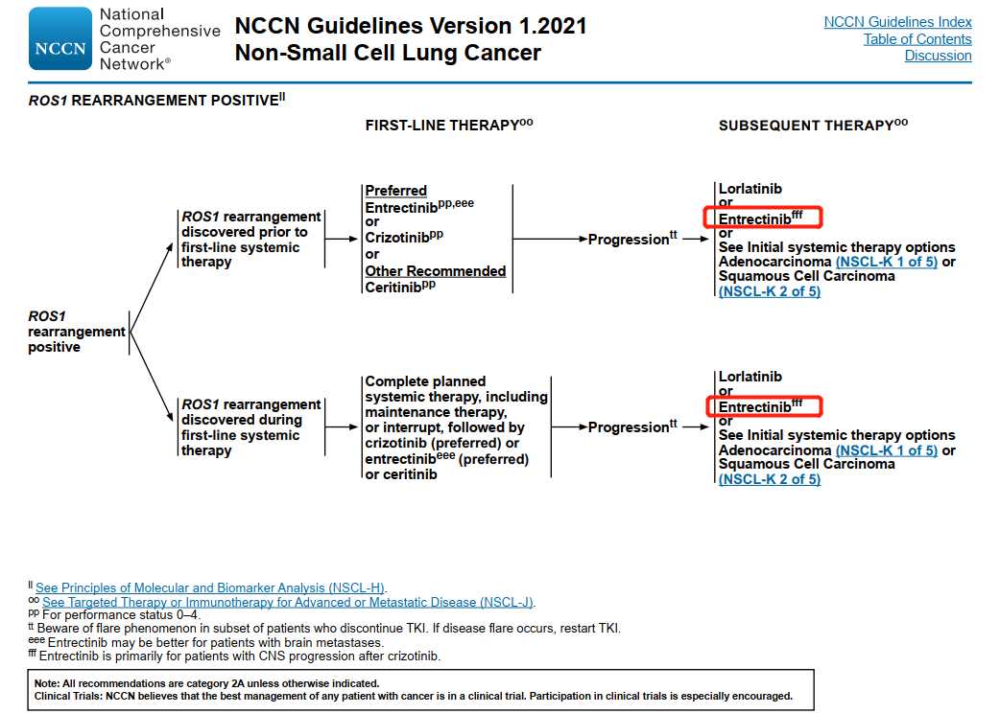 NCCN
National
Comprehensive
Cancer
Network®
NCCN Guidelines Version 1.2021
Non-Small Cell Lung Cancer
NCCN Guidelines Index
Table of Contents
Discussion
ROS1 REARRANGEMENT POSITIVEll
FIRST-LINE THERAPYoo
SUBSEQUENT THERAPYoo
ROS1
rearrangement
positive
ROS1 rearrangement
discovered prior to
first-line systemic
therapy
Preferred
Entrectinibpp,eee
or
Crizotinibpp
or
Other Recommended
Ceritinibpp
Progressiontt
Lorlatinib
or
Entrectinibfff
or
See Initial systemic therapy options
Adenocarcinoma (NSCL-K 1 of 5) or
Squamous Cell Carcinoma
(NSCL-K 2 of 5)
ROS1 rearrangement
discovered during
first-line systemic
therapy
Complete planned
systemic therapy, including
maintenance therapy,
or interrupt, followed by
crizotinib (preferred) or
entrectinibeee (preferred)
or ceritinib
Progressiontt
Lorlatinib
or
Entrectinibfff
or
See Initial systemic therapy options
Adenocarcinoma (NSCL-K 1 of 5) or
Squamous Cell Carcinoma
(NSCL-K 2 of 5)
ll See Principles of Molecular and Biomarker Analysis (NSCL-H).
oo See Targeted Therapy or Immunotherapy for Advanced or Metastatic Disease (NSCL-J).
pp For performance status 0–4.
tt Beware of flare phenomenon in subset of patients who discontinue TKI. If disease flare occurs, restart TKI.
eee Entrectinib may be better for patients with brain metastases.
fff Entrectinib is primarily for patients with CNS progression after crizotinib.
Note: All recommendations are category 2A unless otherwise indicated.
Clinical Trials: NCCN believes that the best management of any patient with cancer is in a clinical trial. Participation in clinical trials is especially encouraged.